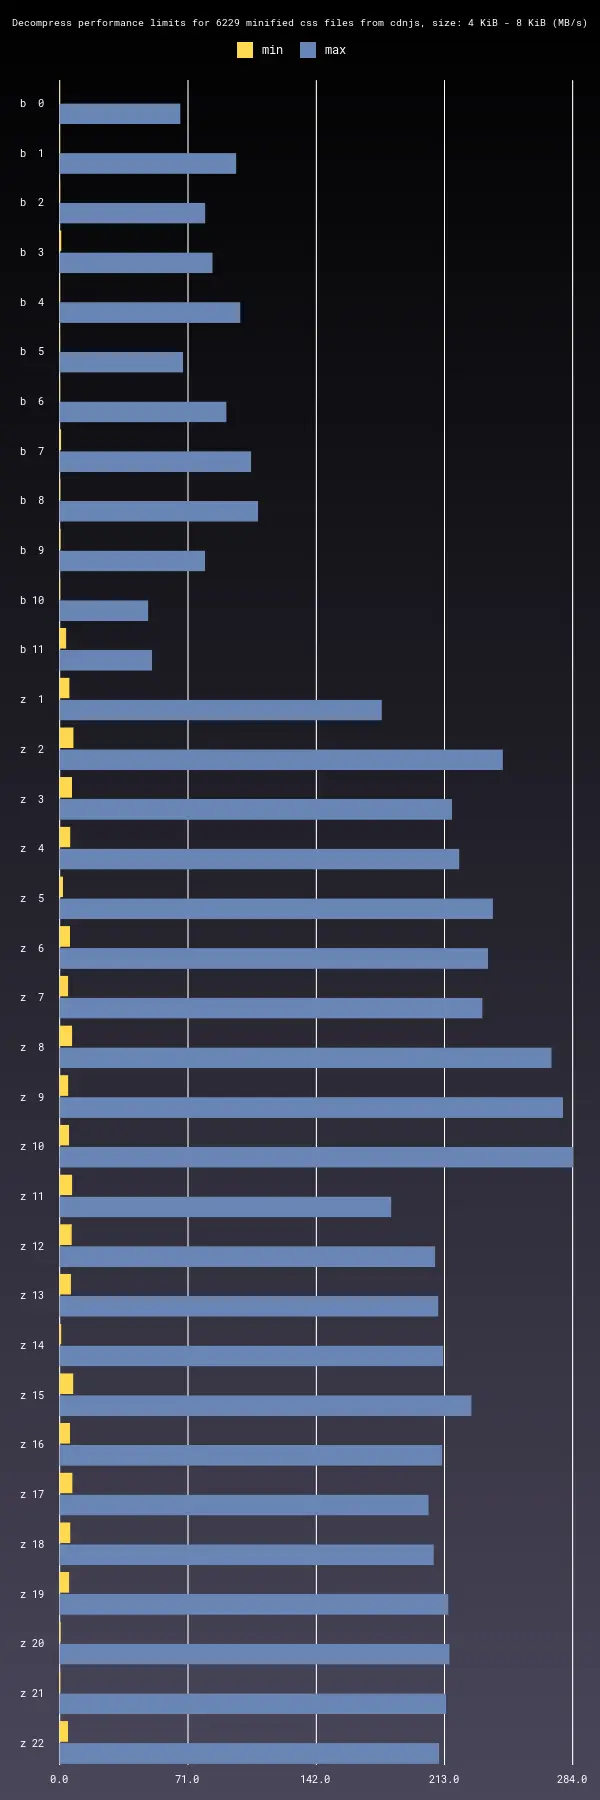 Decompress performance limits for 6229 minified css files from cdnjs, size: 4 KiB - 8 KiB (MB/s)
min max
b 0
b 1
b 2
b 3
b 4
b 5
b 6
b 7
b 8
b 9
b 10
b 11
z 1
z 2
z 3
z 4
z 5
z 6
z 7
z 8
z 9
z 10
z 11
z 12
z 13
z 14
z 15
z 16
z 17
z 18
z 19
z 20
z 21
z 22
0.0 71.0 142.0 213.0 284.0